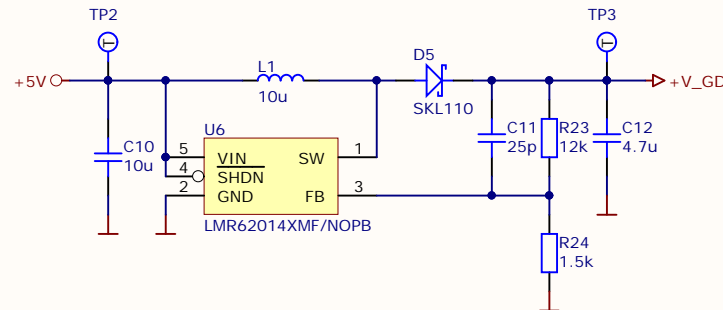 TP2
TP3
T
T
+5V
L1
10u
D5
SKL110
+V_GD
C10
10u
U6
5
VIN
SW
1
4
SHDN
2
GND
FB
3
LMR62014XMF/NOPB
C11
25p
R23
12k
C12
4.7u
R24
1.5k